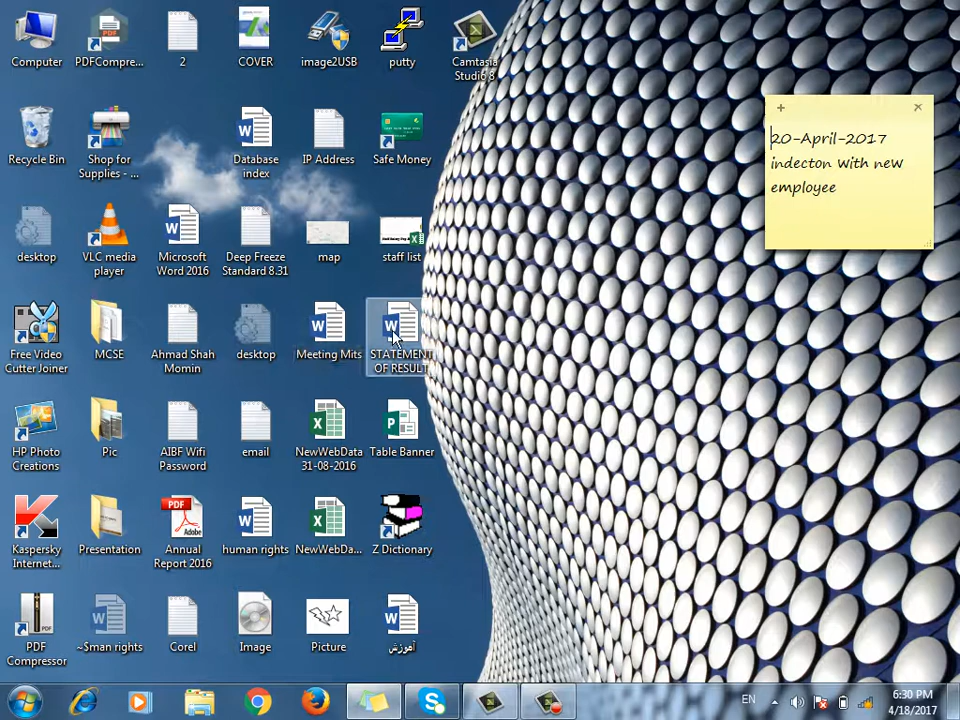 Computer
PDFCompre...
2
COVER
image2USB
putty
Camtasia
Studio 8
Recycle Bin
Shop for
Supplies - ...
Database
index
IP Address
Safe Money
20-April-2017
indecton with new
employee
desktop
VLC media
player
Microsoft
Word 2016
Deep Freeze
Standard 8.31
map
staff list
Free Video
Cutter Joiner
MCSE
Ahmad Shah
Momin
desktop
Meeting Mits
STATEMENT
OF RESULT
HP Photo
Creations
Pic
AIBF Wifi
Password
email
NewWebData
31-08-2016
Table Banner
Kaspersky
Internet...
Presentation
PDF
Adobe
Annual
Report 2016
human rights
NewWebDa...
Z Dictionary
PDF
Compressor
~$man rights
Corel
Image
Picture
آموزش
EN
6:30 PM
4/18/2017